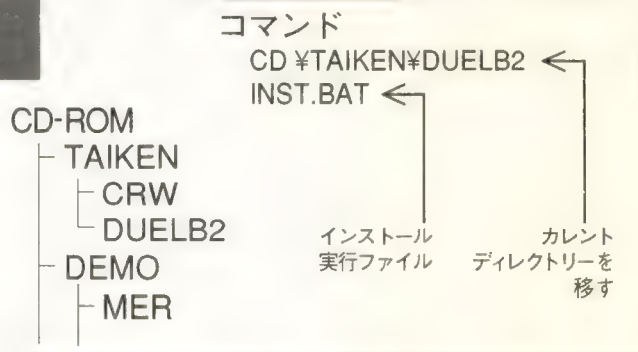 コマンド
CD ¥TAIKEN¥DUELB2
INST.BAT
CD-ROM
TAIKEN
CRW
DUELB2
DEMO
MER
インストール
実行ファイル
カレント
ディレクトリーを
移す